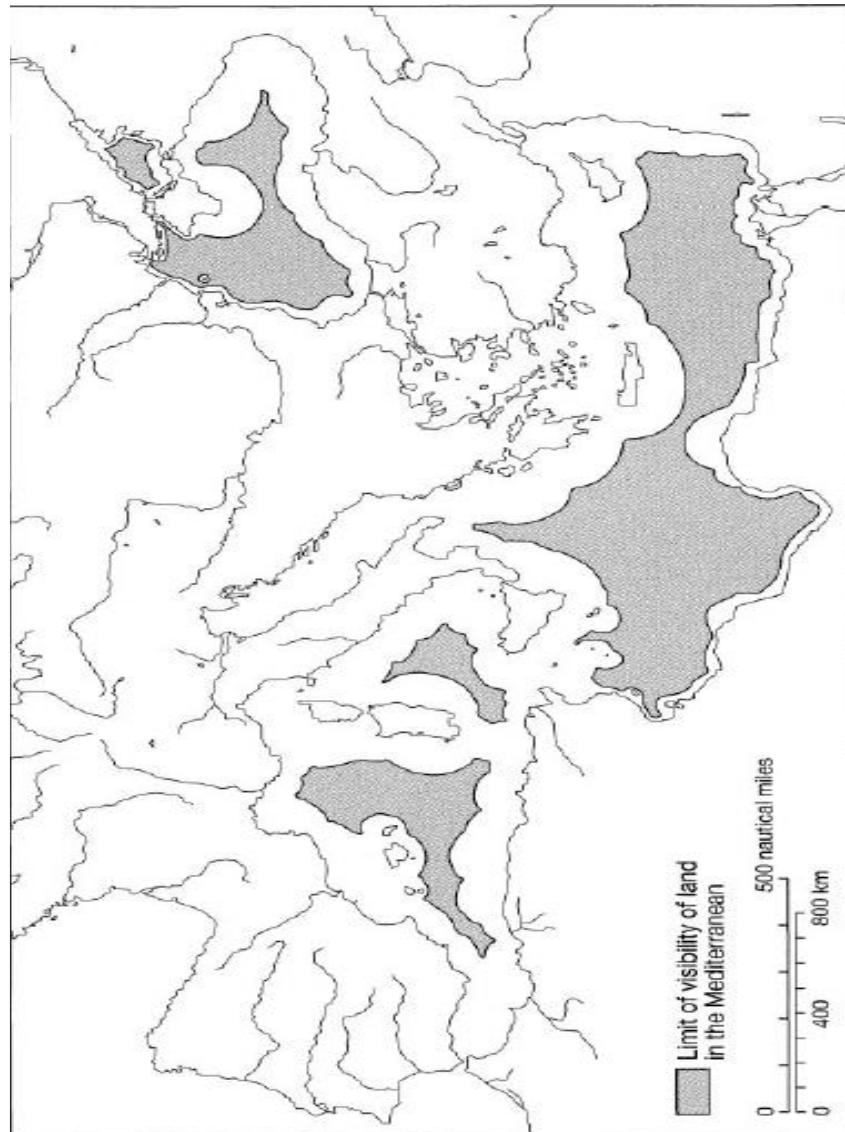 Limit of visibility of land
in the Mediterranean
0 500 nautical miles
0 400 800 km